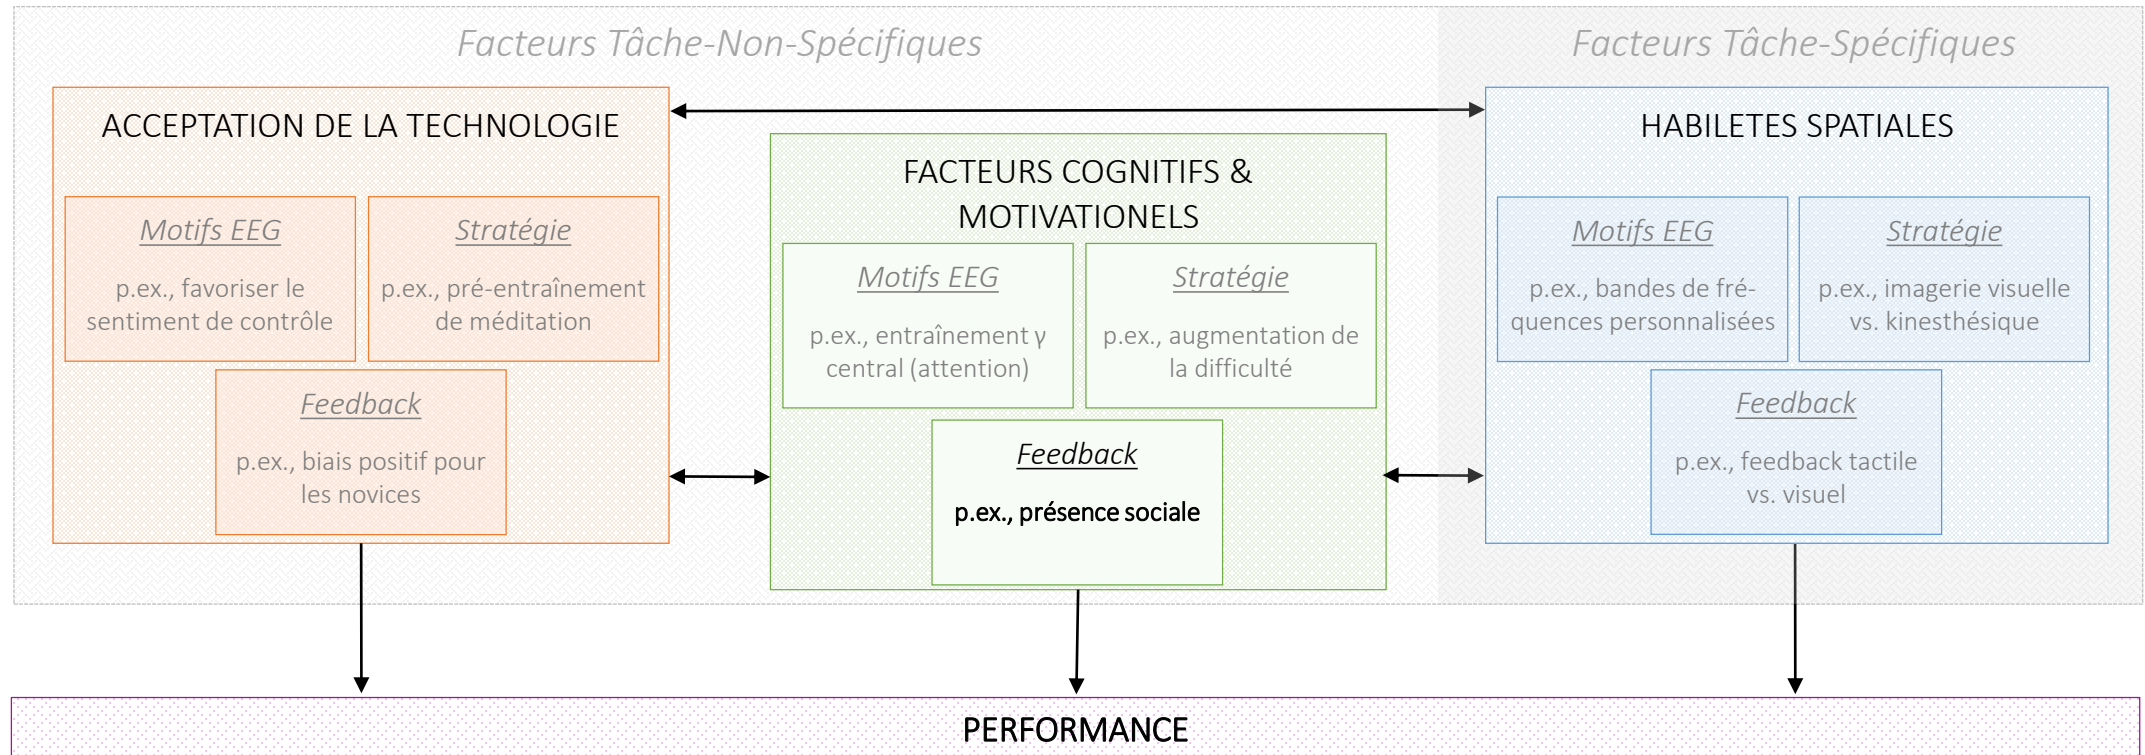 Facteurs Tâche-Non-Spécifiques
Facteurs Tâche-Spécifiques
ACCEPTATION DE LA TECHNOLOGIE
Motifs EEG
p.ex., favoriser le
sentiment de contrôle
Stratégie
p.ex., pré-entraînement
de méditation
Feedback
p.ex., biais positif pour
les novices
FACTEURS COGNITIFS &
MOTIVATIONELS
Motifs EEG
p.ex., entraînement γ
central (attention)
Stratégie
p.ex., augmentation de
la difficulté
Feedback
p.ex., présence sociale
HABILETES SPATIALES
Motifs EEG
p.ex., bandes de fré-
quences personnalisées
Stratégie
p.ex., imagerie visuelle
vs. kinesthésique
Feedback
p.ex., feedback tactile
vs. visuel
PERFORMANCE